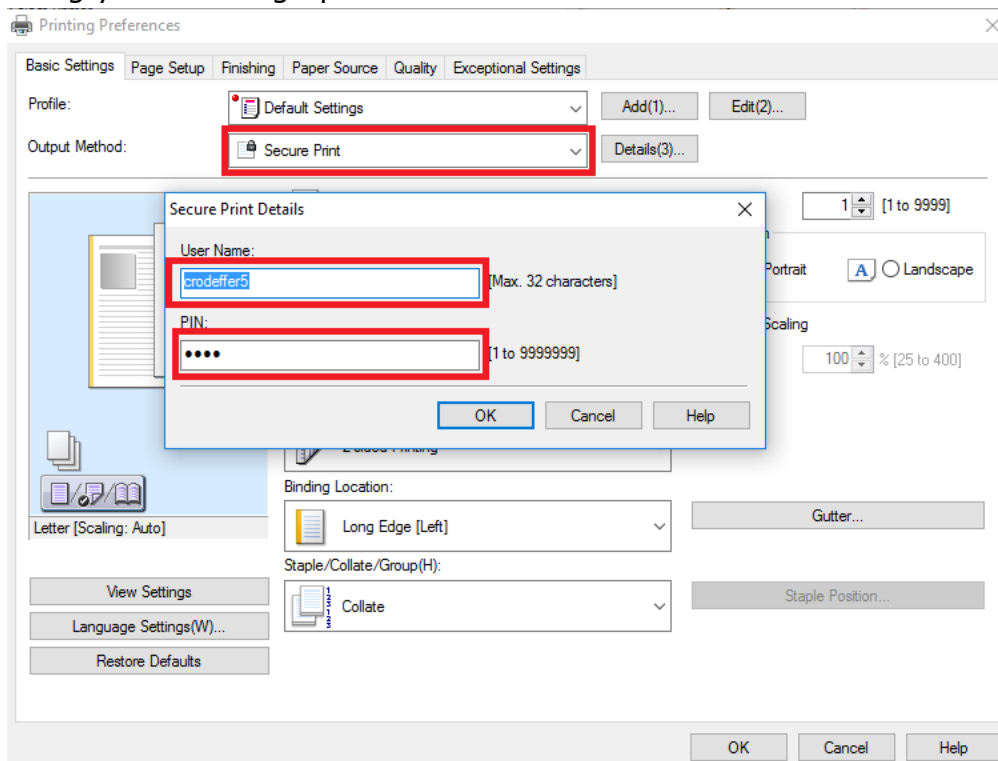 Printing Preferences
Basic Settings Page Setup Finishing Paper Source Quality Exceptional Settings
Profile: Default Settings Add(1)... Edit(2)...
Output Method: Secure Print Details(3)...
1 [1 to 9999]
Secure Print Details
User Name:
crodeffer5 [Max. 32 characters]
Portrait A Landscape
PIN:
•••• [1 to 9999999]
Scaling
100 % [25 to 400]
OK Cancel Help
Binding Location:
Long Edge [Left]
Gutter...
Letter [Scaling: Auto]
Staple/Collate/Group(H):
Collate
Staple Position...
View Settings
Language Settings(W)...
Restore Defaults
OK Cancel Help